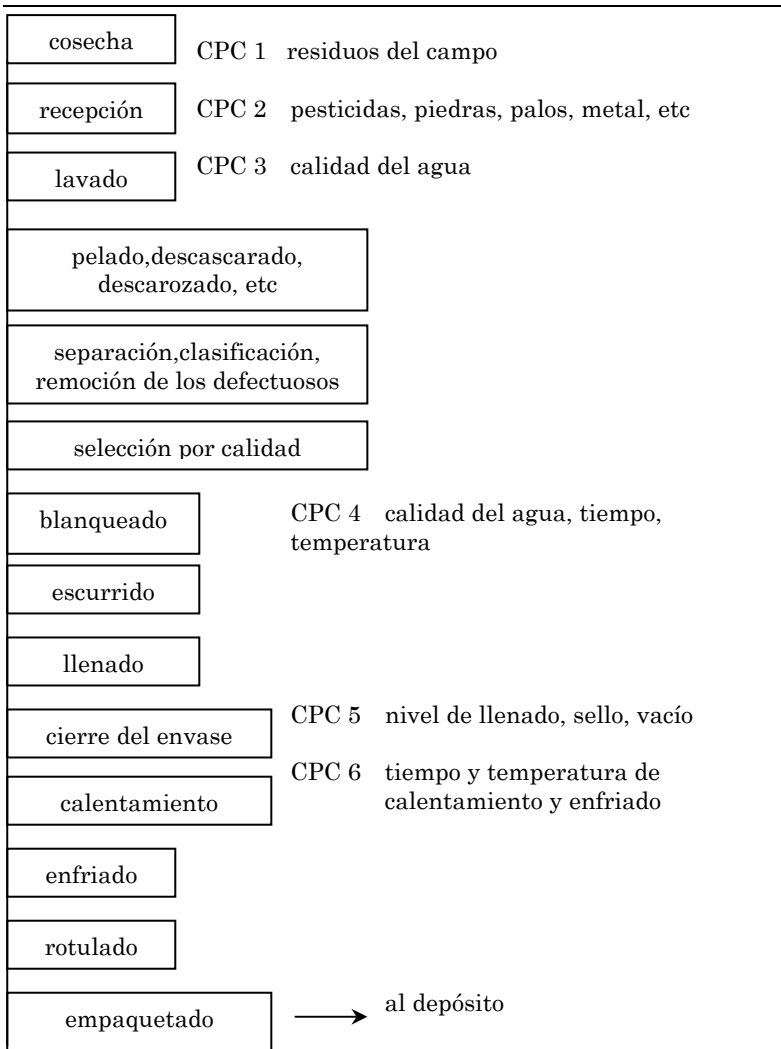 cosecha
CPC 1 residuos del campo
recepción
CPC 2 pesticidas, piedras, palos, metal, etc
lavado
CPC 3 calidad del agua
pelado,descascarado,
descarozado, etc
separación,clasificación,
remoción de los defectuosos
selección por calidad
blanqueado
CPC 4 calidad del agua, tiempo,
temperatura
escurrido
llenado
cierre del envase
CPC 5 nivel de llenado, sello, vacío
calentamiento
CPC 6 tiempo y temperatura de
calentamiento y enfriado
enfriado
rotulado
empaquetado
al depósito